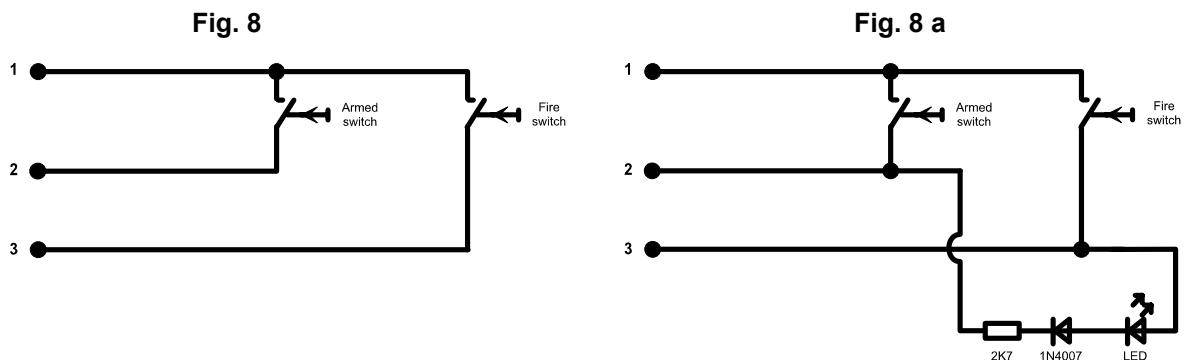 Fig. 8
1
Armed
switch
Fire
switch
2
3
Fig. 8 a
1
Armed
switch
Fire
switch
2
3
2K7
1N4007
LED